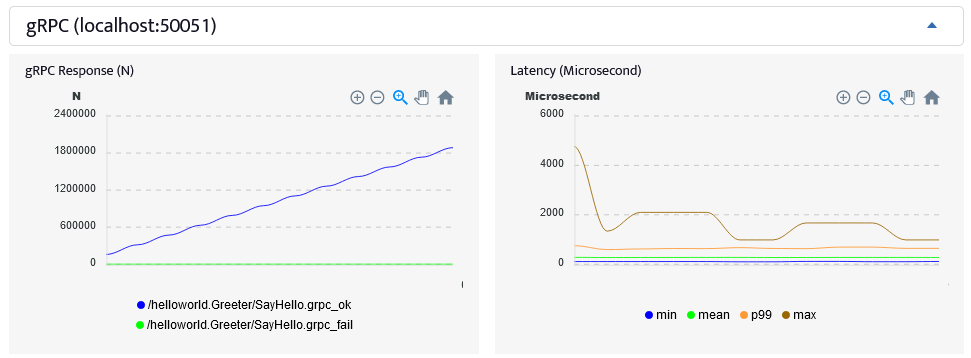 gRPC (localhost:50051)
gRPC Response (N)
N
2400000
1800000
1200000
600000
0
/helloworld.Greeter/SayHello.grpc_ok
/helloworld.Greeter/SayHello.grpc_fail
Latency (Microsecond)
Microsecond
6000
4000
2000
0
min mean p99 max